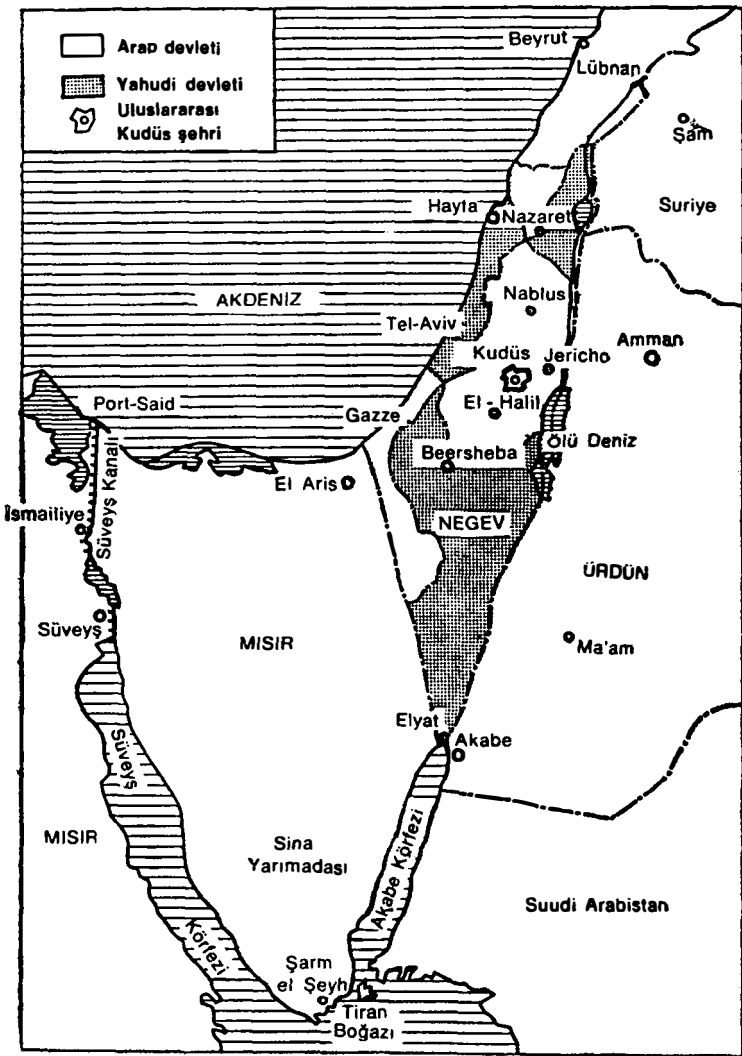 Arap devleti
Yahudi devleti
Uluslararası
Kudüs şehri
Beyrut
Lübnan
Şam
Suriye
Hayfa
Nazaret
AKDENİZ
Nablus
Tel-Aviv
Amman
Kudüs
Jericho
Port-Said
Gazze
El-Halil
Ölü Deniz
Beersheba
El Aris
İsmailiye
Süveyş Kanalı
NEGEV
ÜRDÜN
Süveyş
MISIR
Ma'am
Elyat
Akabe
Süveyş
Körfezi
MISIR
Sina
Yarımadası
Akabe Körfezi
Suudi Arabistan
Şarm
el Şeyh
Tiran
Boğazı